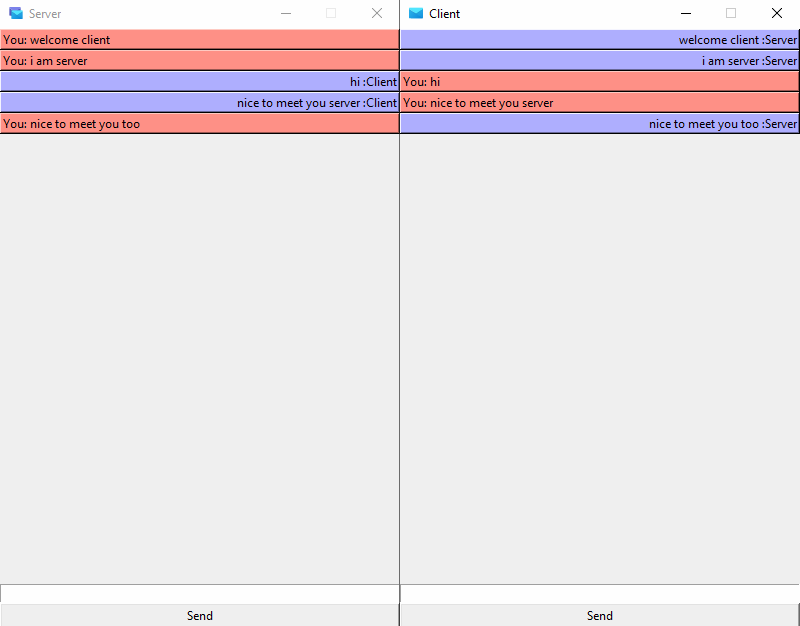 Server
You: welcome client
You: i am server
hi :Client
nice to meet you server :Client
You: nice to meet you too
Send
Client
welcome client :Server
i am server :Server
You: hi
You: nice to meet you server
nice to meet you too :Server
Send